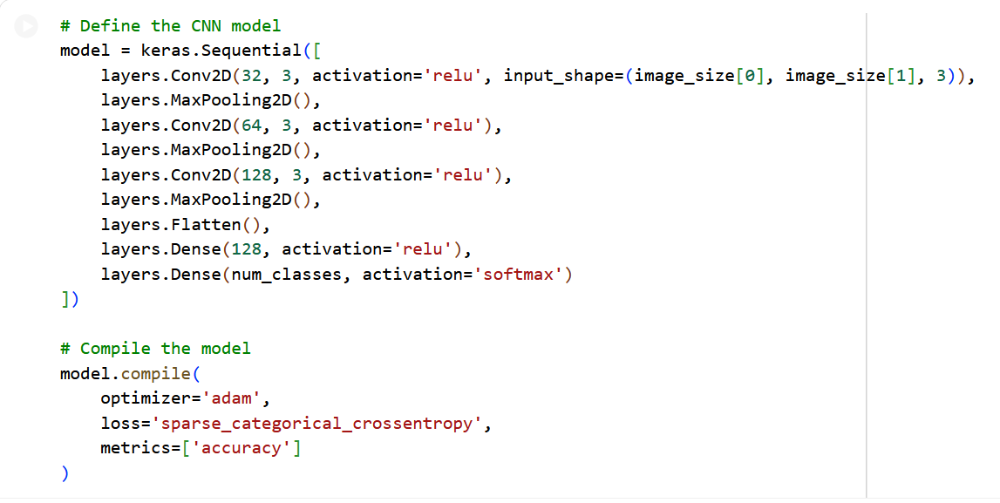 # Define the CNN model
model = keras.Sequential([
    layers.Conv2D(32, 3, activation='relu', input_shape=(image_size[0], image_size[1], 3)),
    layers.MaxPooling2D(),
    layers.Conv2D(64, 3, activation='relu'),
    layers.MaxPooling2D(),
    layers.Conv2D(128, 3, activation='relu'),
    layers.MaxPooling2D(),
    layers.Flatten(),
    layers.Dense(128, activation='relu'),
    layers.Dense(num_classes, activation='softmax')
])

# Compile the model
model.compile(
    optimizer='adam',
    loss='sparse_categorical_crossentropy',
    metrics=['accuracy']
)